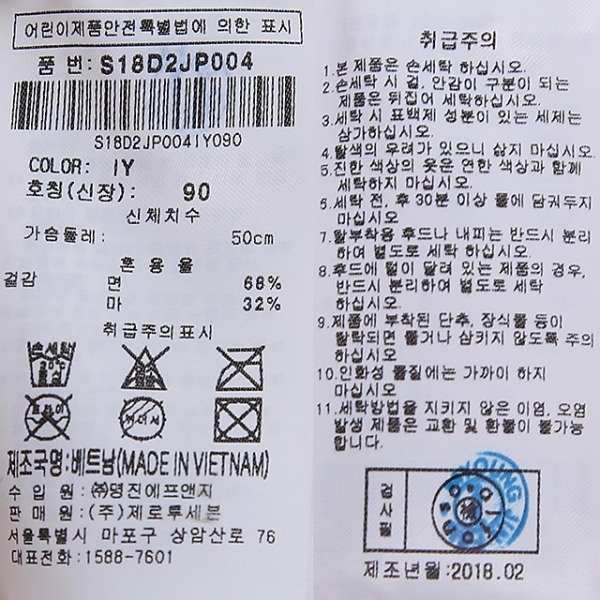 어린이제품안전특별법에 의한 표시
품 번: S18D2JP004
S18D2JP004IY090
COLOR: IY
호칭(신장): 90
신체치수
가슴둘레: 50cm
혼용율
겉감 면 68%
마 32%
취급주의표시
손세탁
드라이
제조국명:베트남(MADE IN VIETNAM)
수 입 원 : ㈜명진에프앤지
판 매 원 : (주)제로투세븐
서울특별시 마포구 상암산로 76
대표전화 : 1588-7601
취급주의
1.본 제품은 손세탁 하십시오.
2.손세탁 시 겉, 안감이 구분이 되는
제품은 뒤집어 세탁하십시오.
3.세탁 시 표백제 성분이 있는 세제는
삼가하십시오.
4.탈색의 우려가 있으니 삶지 마십시오.
5.진한 색상의 옷은 연한 색상과 함께
세탁하지 마십시오.
6.세탁 전, 후 30분 이상 물에 담궈두지
마십시오
7.탈부착용 후드나 내피는 반드시 분리
하여 별도로 세탁 하십시오.
8.후드에 털이 달려 있는 제품의 경우,
반드시 분리하여 별도로 세탁
하십시오.
9.제품에 부착된 단추, 장식물 등이
탈락되면 물거나 삼키지 않도록 주의
하십시오
10.인화성 물질에는 가까이 하지
마십시오
11.세탁방법을 지키지 않은 이염, 오염
발생 제품은 교환 및 환불이 불가능
합니다.
검사필
YOUNG JIN
제조년월:2018.02